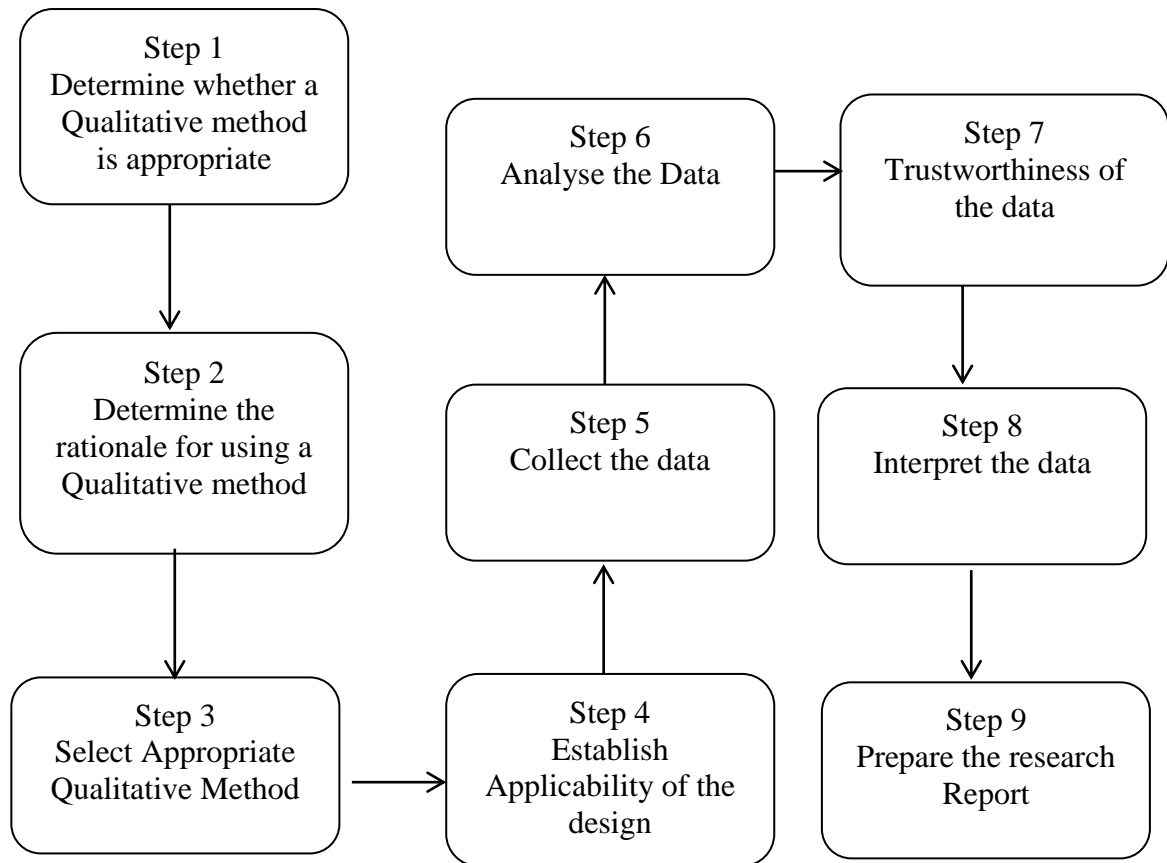 Step 1
Determine whether a
Qualitative method
is appropriate
Step 2
Determine the
rationale for using a
Qualitative method
Step 3
Select Appropriate
Qualitative Method
Step 4
Establish
Applicability of the
design
Step 5
Collect the data
Step 6
Analyse the Data
Step 7
Trustworthiness of
the data
Step 8
Interpret the data
Step 9
Prepare the research
Report